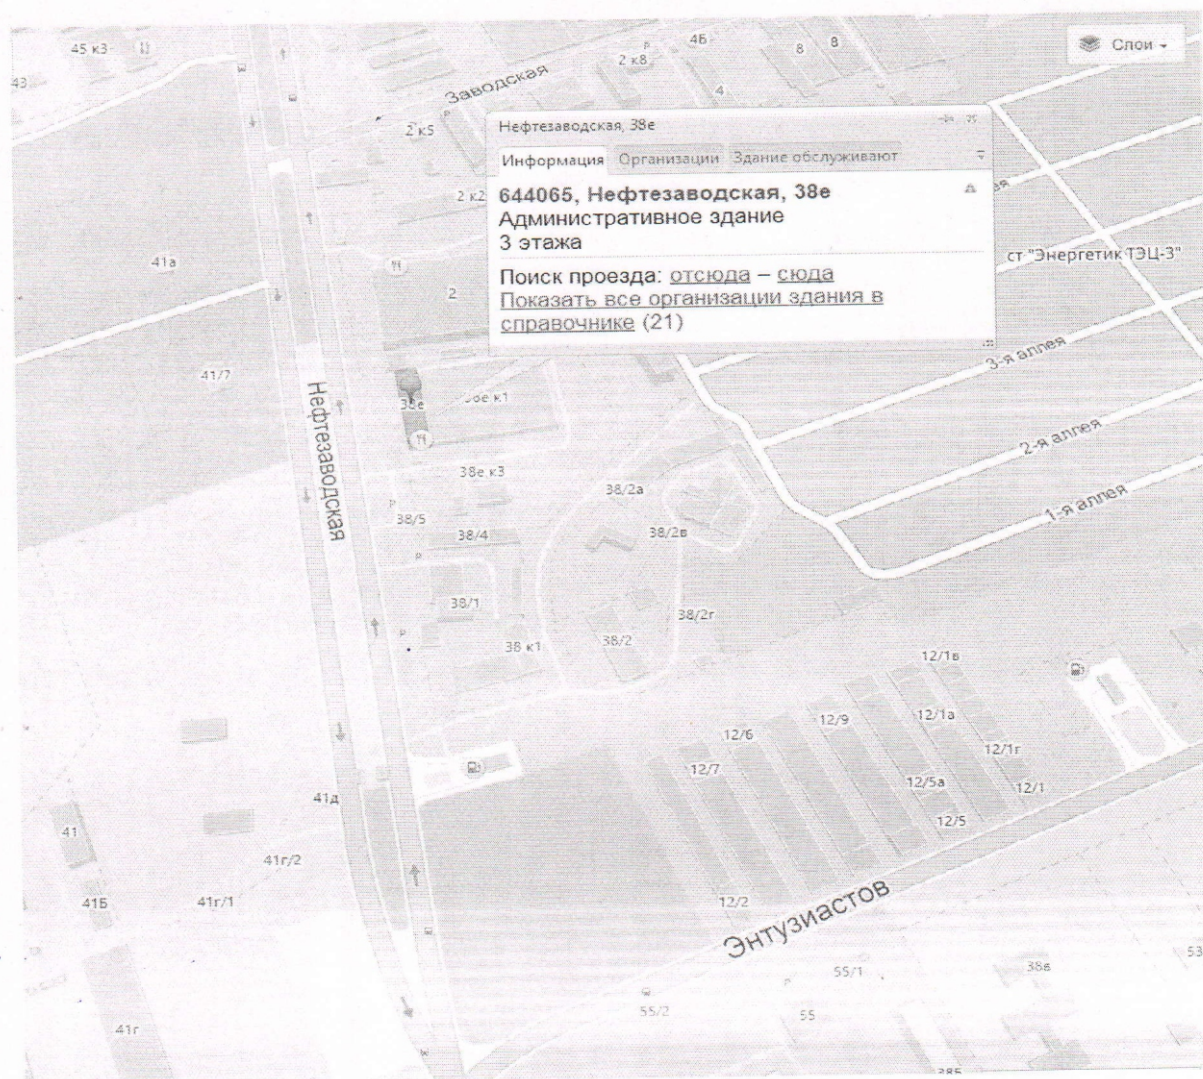 45 к3
4Б
8
8
Слои
43
2 к8
Заводская
4
2 к5
Нефтезаводская, 38е
Информация Организации Здание обслуживают
2 к2
644065, Нефтезаводская, 38е
Административное здание
3 этажа
41а
ст "Энергетик ТЭЦ-3"
Поиск проезда: отсюда – сюда
2
Показать все организации здания в
справочнике (21)
3-я аллея
41/7
38е
38е к1
Нефтезаводская
2-я аллея
38е к3
38/2а
1-я аллея
38/5
38/4
38/2в
38/1
38/2г
38 к1
38/2
12/1в
12/9
12/1а
12/6
12/1г
12/7
12/5а
12/1
41д
12/5
41
41г/2
41Б
41г/1
12/2
Энтузиастов
53
55/1
38в
55/2
55
41г
38Б